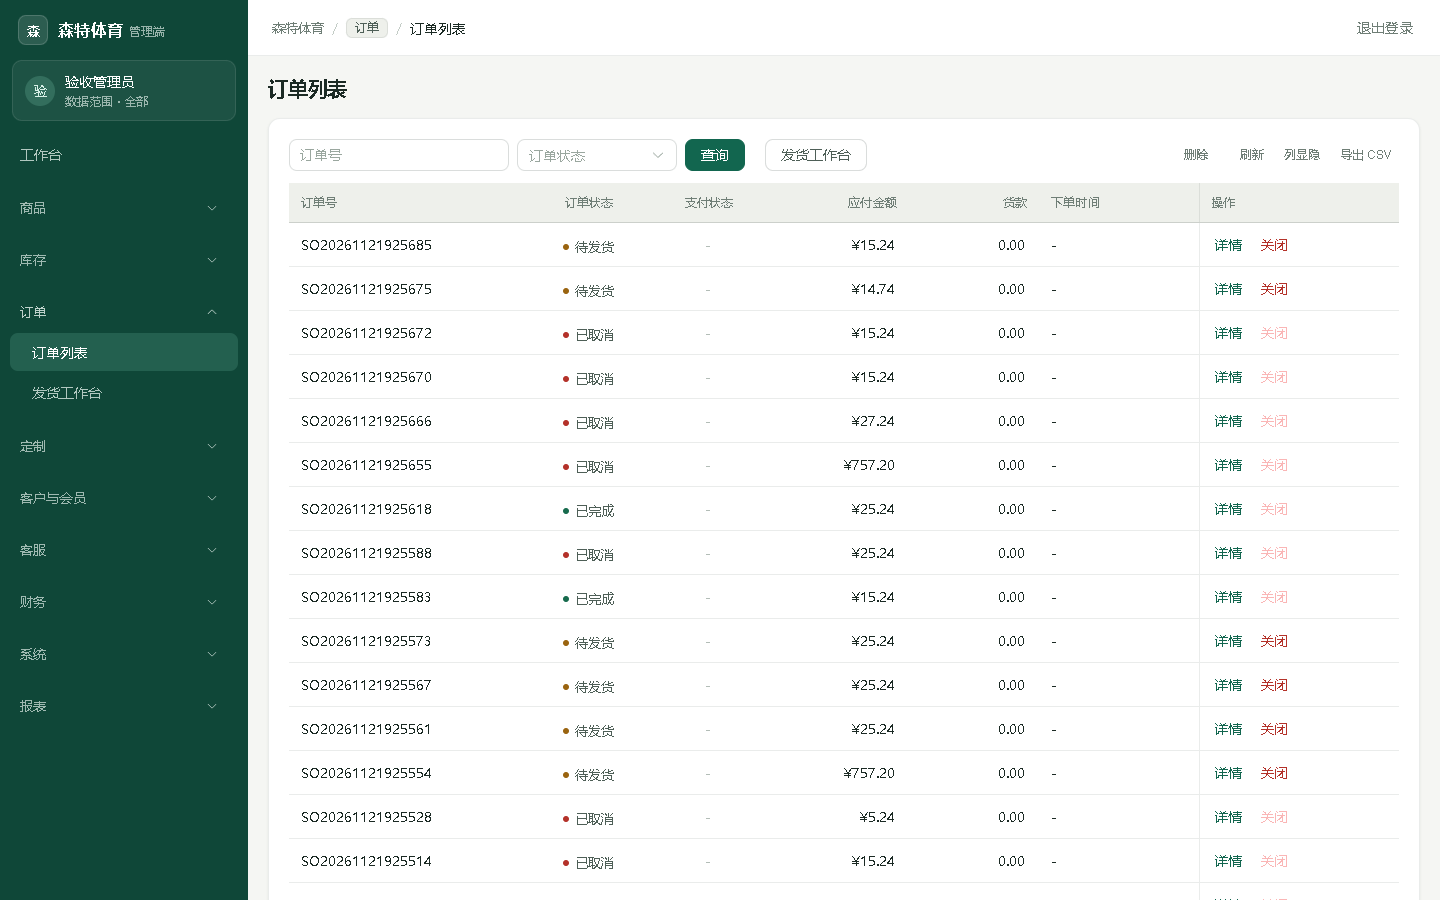 森 森特体育 管理端
验 验收管理员
数据范围·全部
工作台
商品
库存
订单
订单列表
发货工作台
定制
客户与会员
客服
财务
系统
报表
森特体育 / 订单 / 订单列表 退出登录
订单列表
订单号 订单状态 查询 发货工作台 删除 刷新 列显隐 导出 CSV
订单号 订单状态 支付状态 应付金额 货款 下单时间 操作
SO20261121925685 待发货 - ¥15.24 0.00 - 详情 关闭
SO20261121925675 待发货 - ¥14.74 0.00 - 详情 关闭
SO20261121925672 已取消 - ¥15.24 0.00 - 详情 关闭
SO20261121925670 已取消 - ¥15.24 0.00 - 详情 关闭
SO20261121925666 已取消 - ¥27.24 0.00 - 详情 关闭
SO20261121925655 已取消 - ¥757.20 0.00 - 详情 关闭
SO20261121925618 已完成 - ¥25.24 0.00 - 详情 关闭
SO20261121925588 已取消 - ¥25.24 0.00 - 详情 关闭
SO20261121925583 已完成 - ¥15.24 0.00 - 详情 关闭
SO20261121925573 待发货 - ¥25.24 0.00 - 详情 关闭
SO20261121925567 待发货 - ¥25.24 0.00 - 详情 关闭
SO20261121925561 待发货 - ¥25.24 0.00 - 详情 关闭
SO20261121925554 待发货 - ¥757.20 0.00 - 详情 关闭
SO20261121925528 已取消 - ¥5.24 0.00 - 详情 关闭
SO20261121925514 已取消 - ¥15.24 0.00 - 详情 关闭